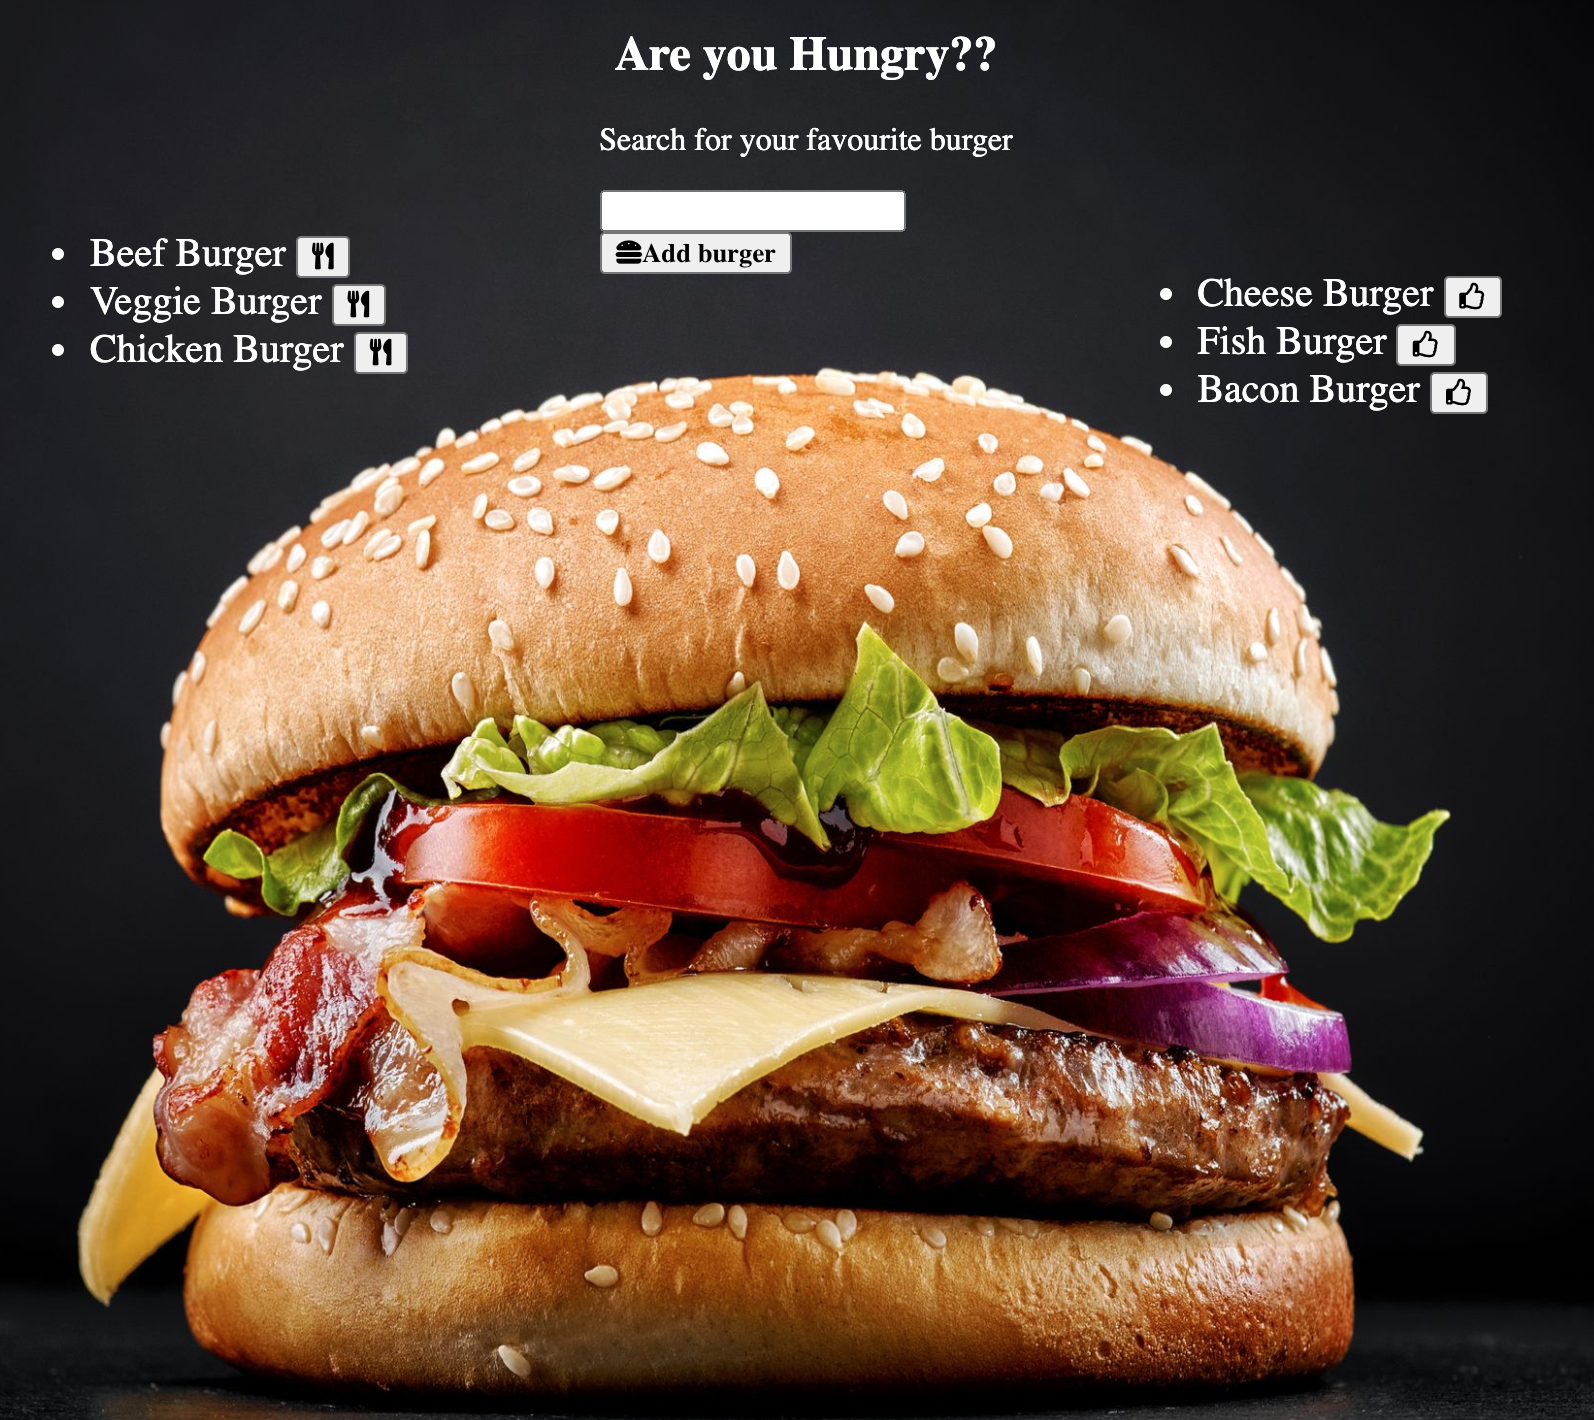 Are you Hungry??
Search for your favourite burger
Add burger
Beef Burger
Veggie Burger
Chicken Burger
Cheese Burger
Fish Burger
Bacon Burger